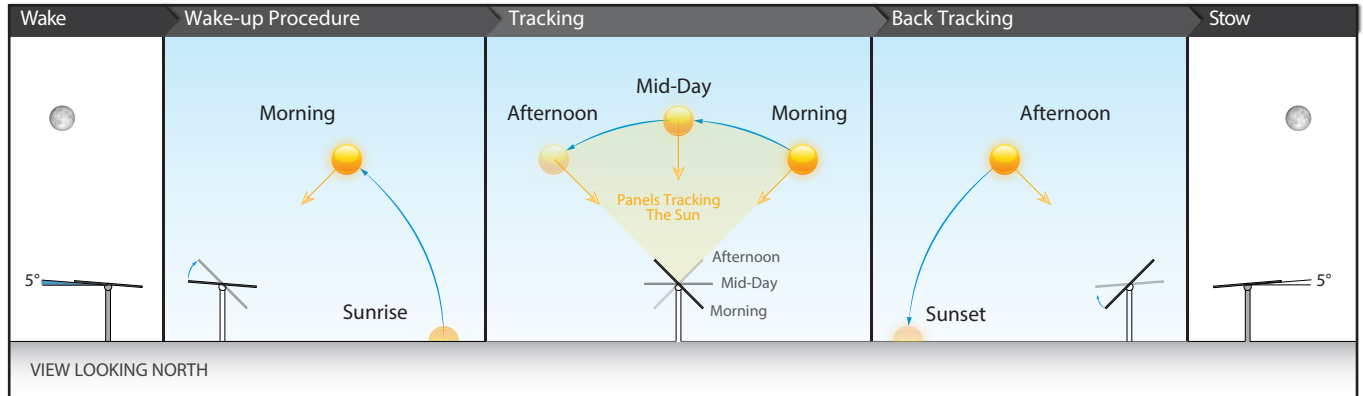 Wake
Wake-up Procedure
Tracking
Back Tracking
Stow
Morning
Sunrise
5°
Mid-Day
Afternoon
Morning
Panels Tracking
The Sun
Afternoon
Mid-Day
Morning
Afternoon
Sunset
5°
VIEW LOOKING NORTH